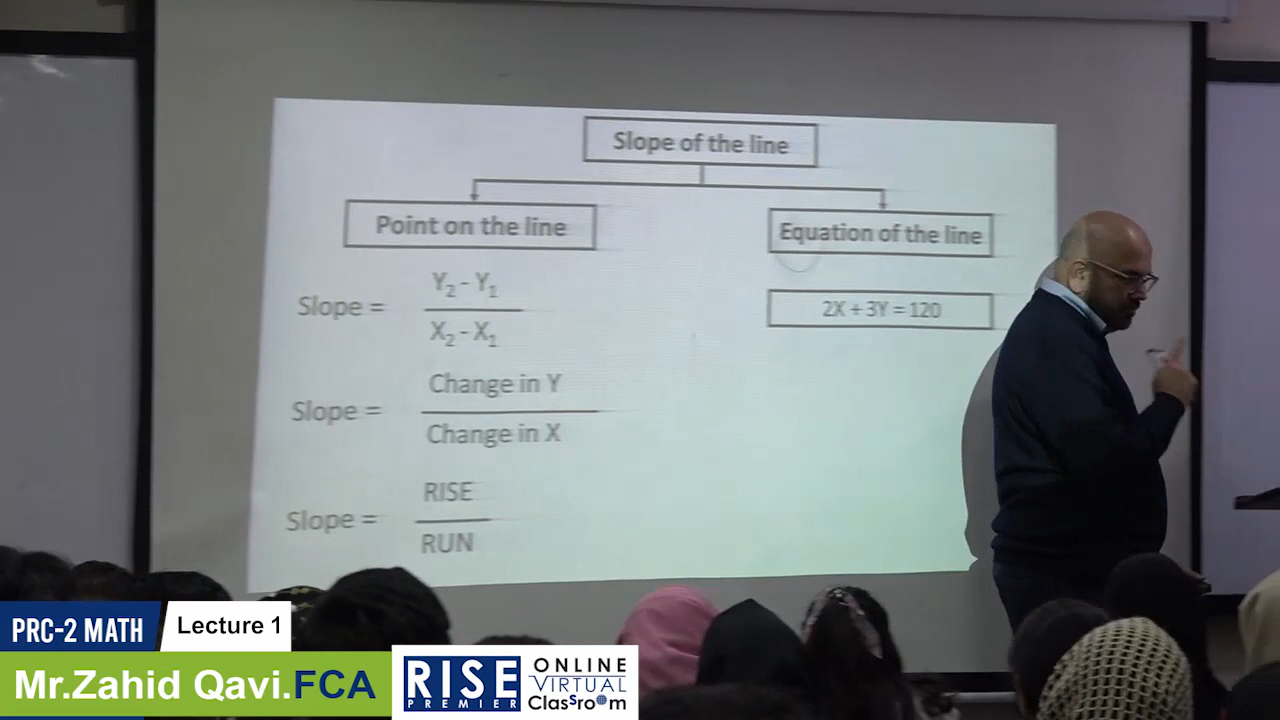 Slope of the line
Point on the line
Equation of the line
Slope = Y₂ - Y₁
X₂ - X₁
2X + 3Y = 120
Slope = Change in Y
Change in X
Slope = RISE
RUN
PRC-2 MATH
Lecture 1
Mr.Zahid Qavi.FCA
RISE
PREMIER
ONLINE
VIRTUAL
ClasSroom